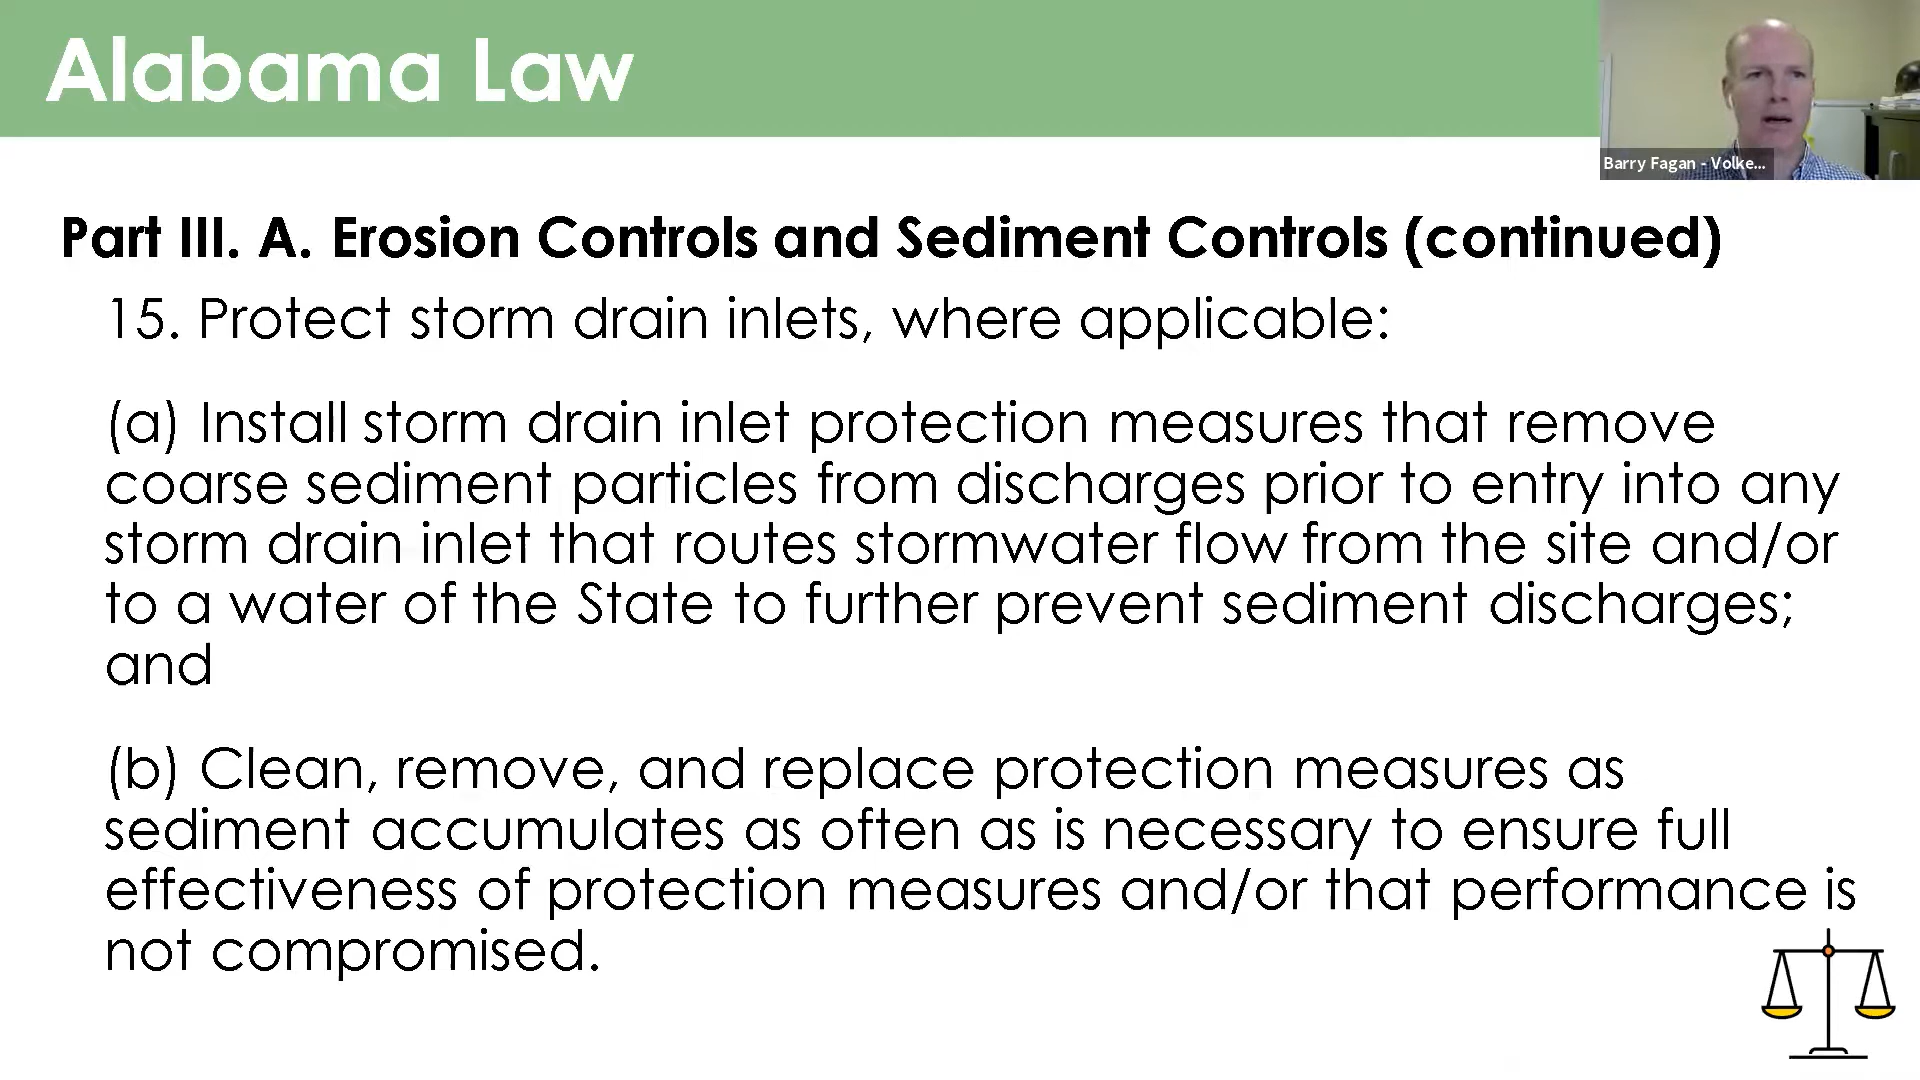 Alabama Law
Barry Fagan - Volke...
Part III. A. Erosion Controls and Sediment Controls (continued)
15. Protect storm drain inlets, where applicable:
(a) Install storm drain inlet protection measures that remove
coarse sediment particles from discharges prior to entry into any
storm drain inlet that routes stormwater flow from the site and/or
to a water of the State to further prevent sediment discharges;
and
(b) Clean, remove, and replace protection measures as
sediment accumulates as often as is necessary to ensure full
effectiveness of protection measures and/or that performance is
not compromised.